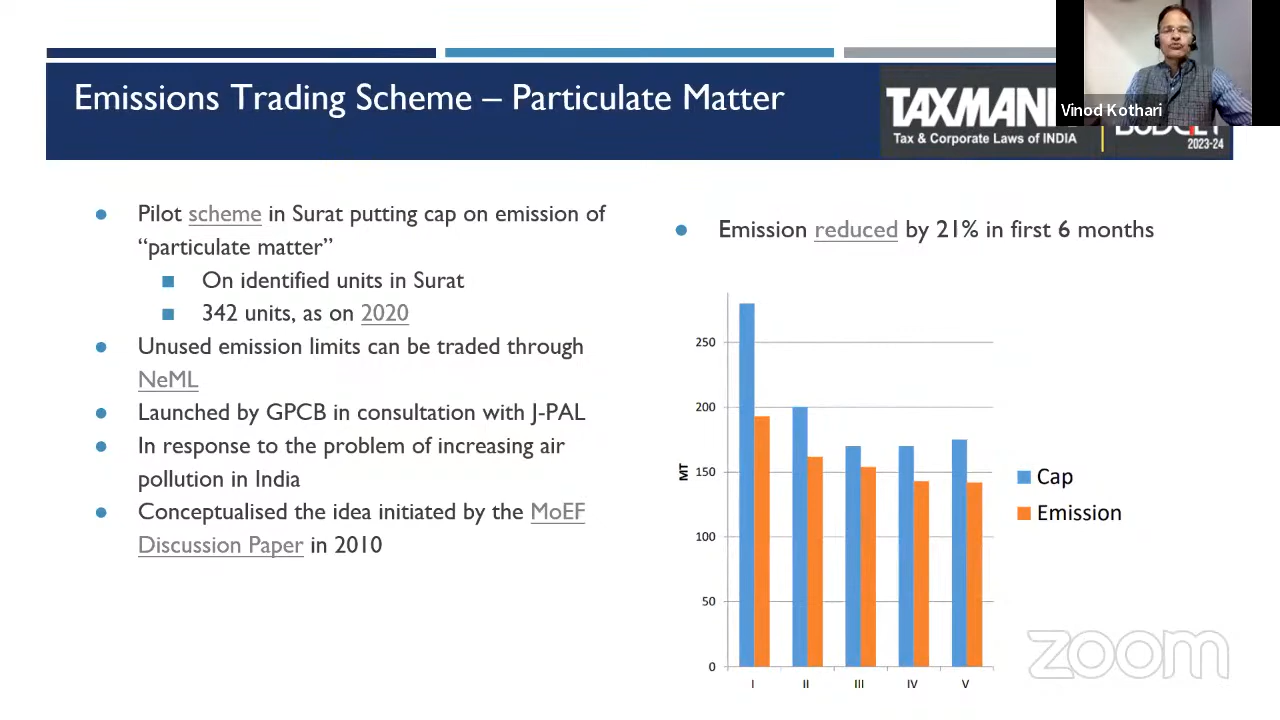 Emissions Trading Scheme – Particulate Matter
TAXMANN
Tax & Corporate Laws of INDIA
BUDGET
2023-24
Vinod Kothari
Pilot scheme in Surat putting cap on emission of
“particulate matter”
On identified units in Surat
342 units, as on 2020
Unused emission limits can be traded through
NeML
Launched by GPCB in consultation with J-PAL
In response to the problem of increasing air
pollution in India
Conceptualised the idea initiated by the MoEF
Discussion Paper in 2010
Emission reduced by 21% in first 6 months
250
200
150
100
50
0
MT
I II III IV V
Cap
Emission
zoom